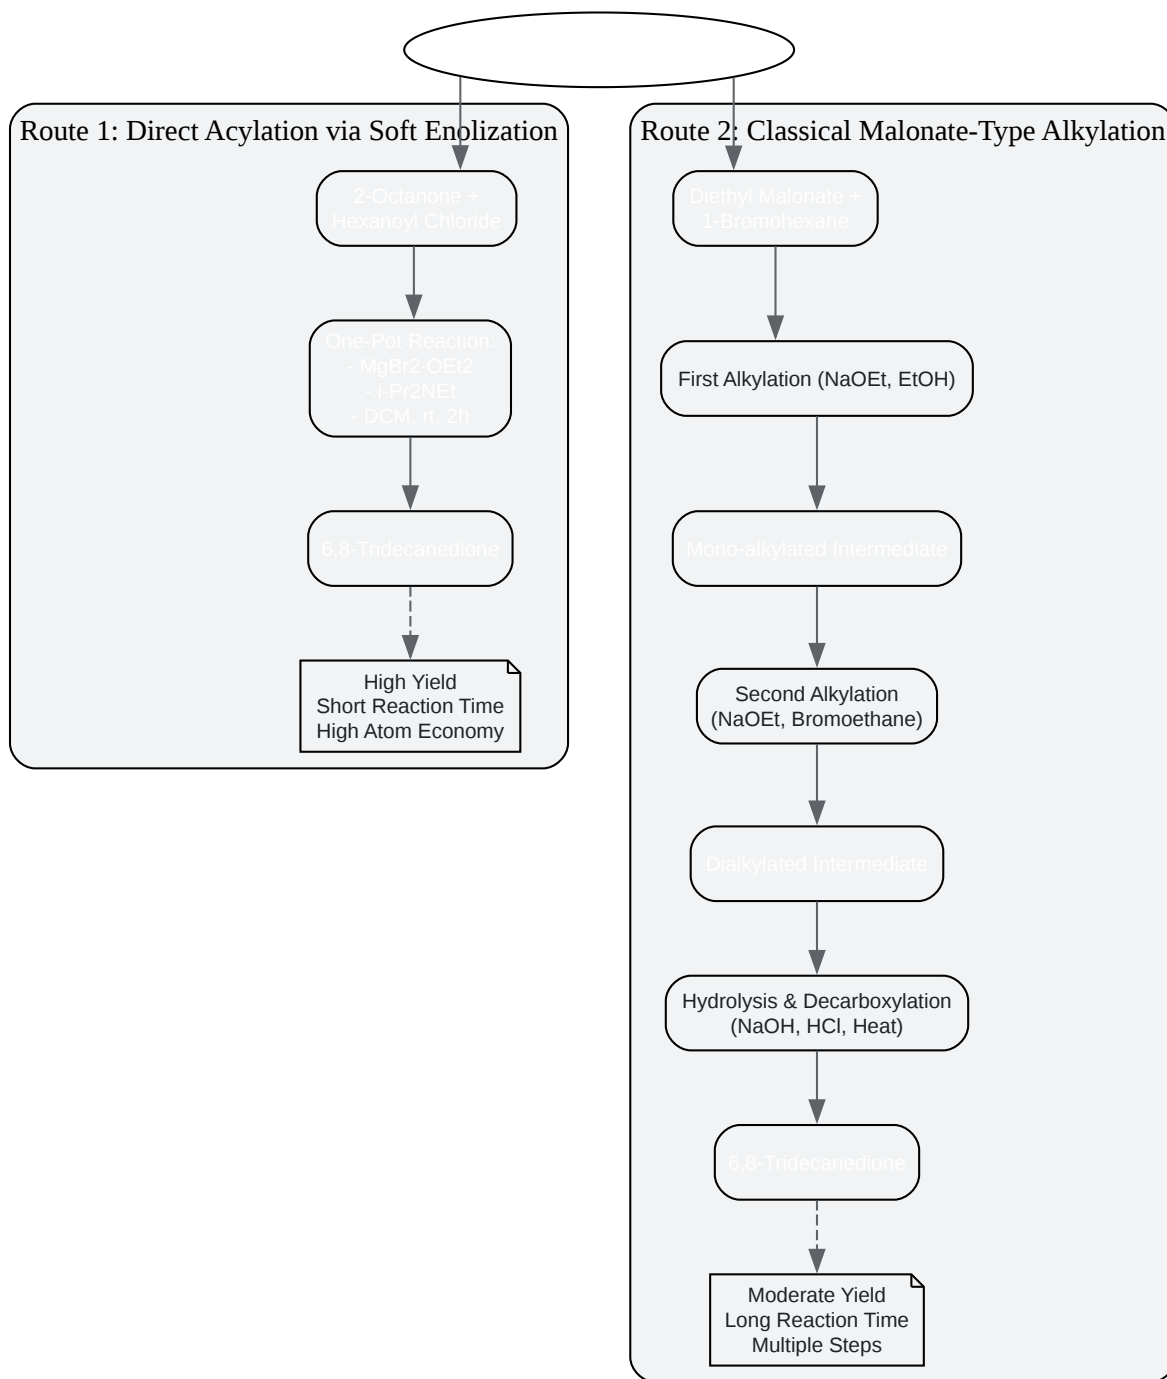 Route 1: Direct Acylation via Soft Enolization
2-Octanone +
Hexanoyl Chloride
One-Pot Reaction:
- MgBr2·OEt2
- i-Pr2NEt
- DCM, rt, 2h
6,8-Tridecanedione
High Yield
Short Reaction Time
High Atom Economy
Route 2: Classical Malonate-Type Alkylation
Diethyl Malonate +
1-Bromohexane
First Alkylation (NaOEt, EtOH)
Mono-alkylated Intermediate
Second Alkylation
(NaOEt, Bromoethane)
Dialkylated Intermediate
Hydrolysis & Decarboxylation
(NaOH, HCl, Heat)
6,8-Tridecanedione
Moderate Yield
Long Reaction Time
Multiple Steps